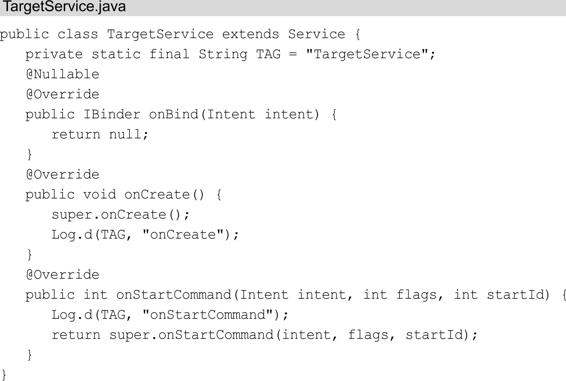 TargetService.java
public class TargetService extends Service {
private static final String TAG = "TargetService";
@Nullable
@Override
public IBinder onBind(Intent intent) {
return null;
}
@Override
public void onCreate() {
super.onCreate();
Log.d(TAG, "onCreate");
}
@Override
public int onStartCommand(Intent intent, int flags, int startId) {
Log.d(TAG, "onStartCommand");
return super.onStartCommand(intent, flags, startId);
}
}